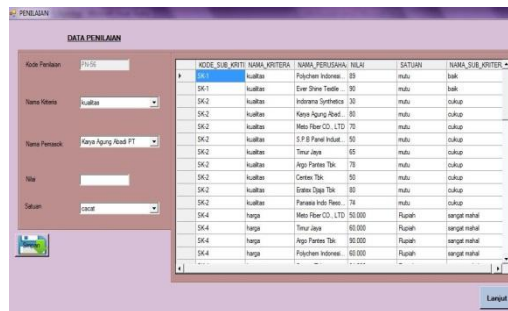 PENILAIAN
DATA PENILAIAN
Kode Penilaian PN-56
Nama Kriteria kualitas
Nama Pemasok Karya Agung Abadi PT
Nilai
Satuan cacat
Simpan
KODE_SUB_KRITE NAMA_KRITERIA NAMA_PERUSAHA NILAI SATUAN NAMA_SUB_KRITER
SK-1 kualitas Polychem Indonesi... 89 mutu baik
SK-1 kualitas Ever Shine Textile ... 90 mutu baik
SK-2 kualitas Indorama Synthetics 30 mutu cukup
SK-2 kualitas Karya Agung Abad... 80 mutu cukup
SK-2 kualitas Meto Fiber CO., LTD 70 mutu cukup
SK-2 kualitas S.P.B Panel Indust... 50 mutu cukup
SK-2 kualitas Timur Jaya 65 mutu cukup
SK-2 kualitas Argo Pantes Tbk 78 mutu cukup
SK-2 kualitas Centex Tbk 50 mutu cukup
SK-2 kualitas Eratex Djaja Tbk 80 mutu cukup
SK-2 kualitas Panasia Indo Reso... 74 mutu cukup
SK-4 harga Meto Fiber CO., LTD 50.000 Rupiah sangat mahal
SK-4 harga Timur Jaya 60.000 Rupiah sangat mahal
SK-4 harga Argo Pantes Tbk 90.000 Rupiah sangat mahal
SK-4 harga Polychem Indonesi... 60.000 Rupiah sangat mahal
Lanjut